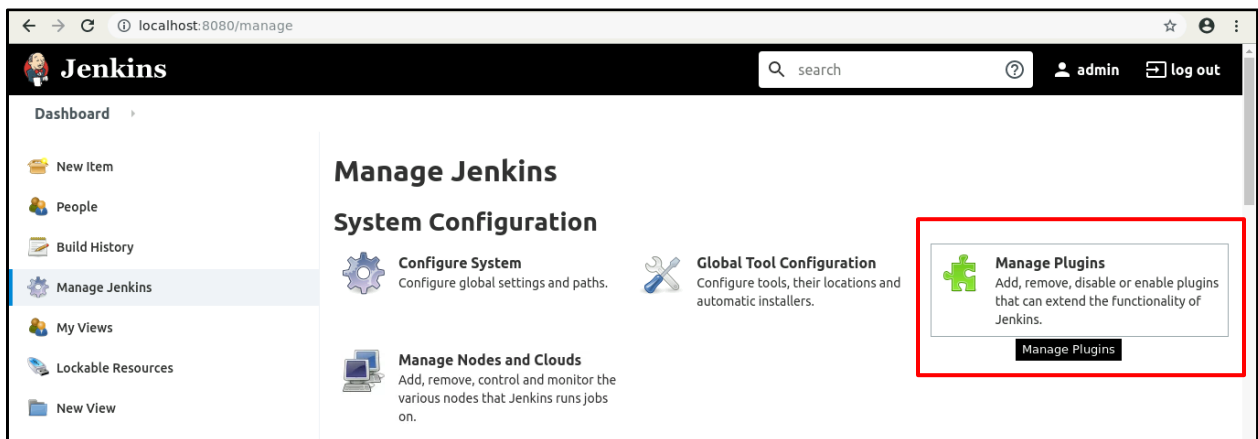 localhost:8080/manage
Jenkins
search
admin
log out
Dashboard
New Item
People
Build History
Manage Jenkins
My Views
Lockable Resources
New View
Manage Jenkins
System Configuration
Configure System
Configure global settings and paths.
Global Tool Configuration
Configure tools, their locations and
automatic installers.
Manage Plugins
Add, remove, disable or enable plugins
that can extend the functionality of
Jenkins.
Manage Plugins
Manage Nodes and Clouds
Add, remove, control and monitor the
various nodes that Jenkins runs jobs
on.